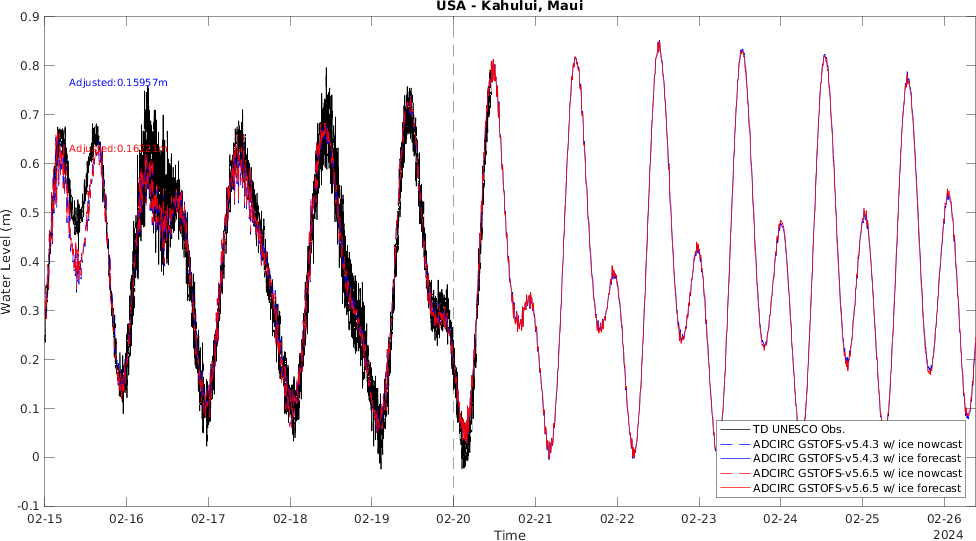 USA - Kahului, Maui
0.9
0.8
0.7
0.6
0.5
0.4
0.3
0.2
0.1
0
-0.1
Water Level (m)
Adjusted:0.15957m
TD UNESCO Obs.
ADCIRC GSTOFS-v5.4.3 w/ ice nowcast
ADCIRC GSTOFS-v5.4.3 w/ ice forecast
ADCIRC GSTOFS-v5.6.5 w/ ice nowcast
ADCIRC GSTOFS-v5.6.5 w/ ice forecast
02-15 02-16 02-17 02-18 02-19 02-20 02-21 02-22 02-23 02-24 02-25 02-26
Time
2024